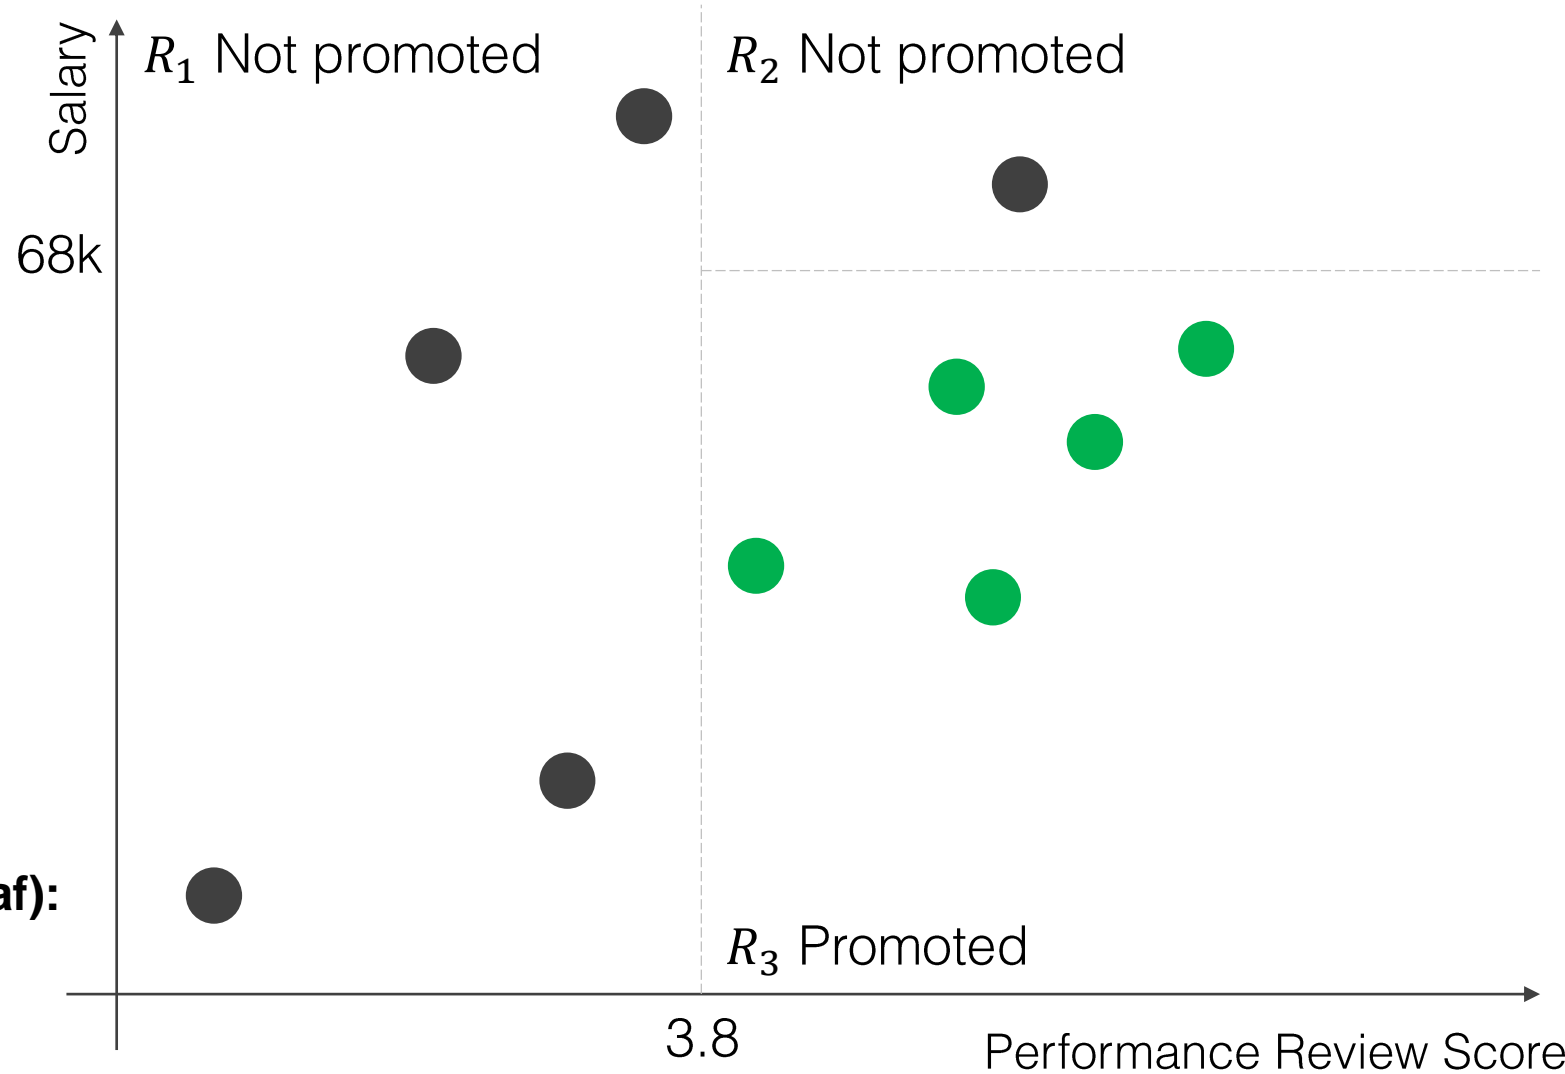 Salary
R₁ Not promoted
R₂ Not promoted
68k
af):
R₃ Promoted
3.8
Performance Review Score